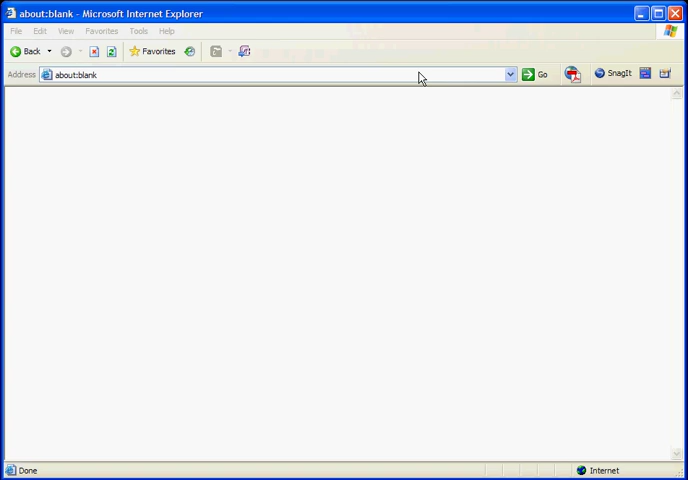 about:blank - Microsoft Internet Explorer
File Edit View Favorites Tools Help
Back Favorites
Address about:blank Go SnagIt
Done Internet